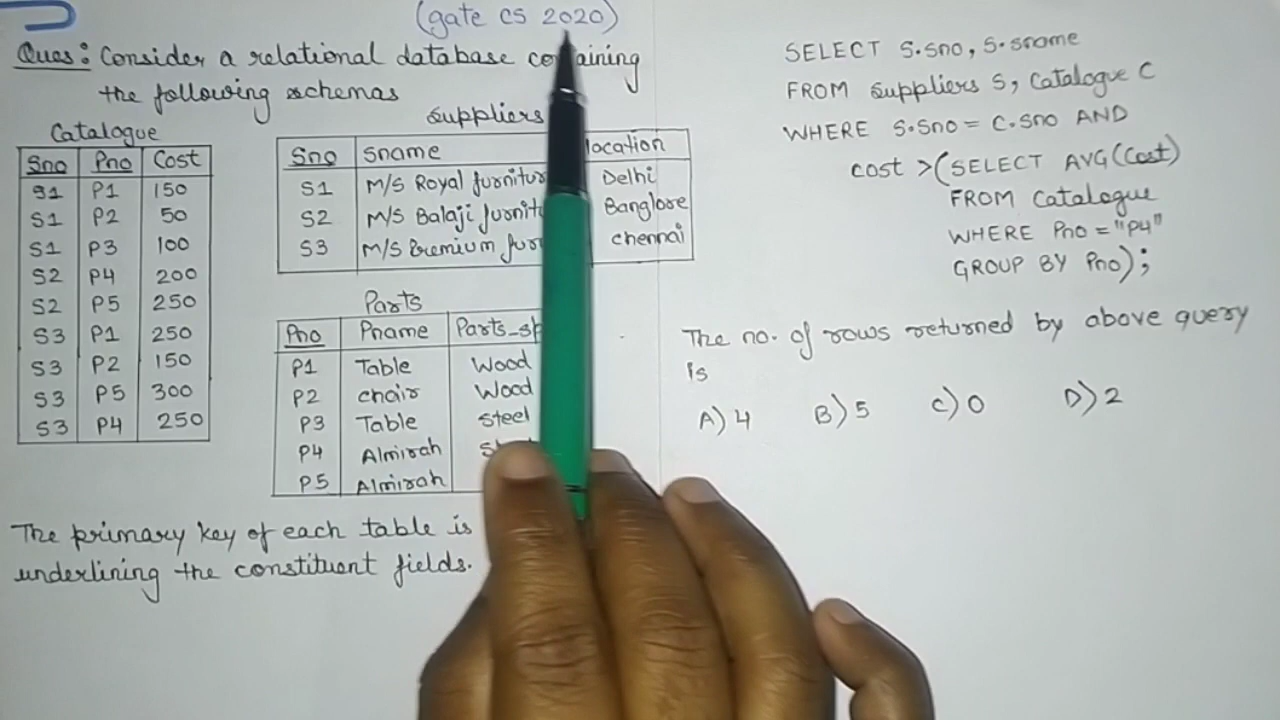 (gate CS 2020)
Ques: Consider a relational database containing
the following schemas
Catalogue
Sno Pno Cost
S1 P1 150
S1 P2 50
S1 P3 100
S2 P4 200
S2 P5 250
S3 P1 250
S3 P2 150
S3 P5 300
S3 P4 250
Suppliers
Sno Sname location
S1 M/S Royal furnitur Delhi
S2 M/S Balaji furnitu Banglore
S3 M/S Premium fur chennai
Parts
Pno Pname Parts_sp
P1 Table Wood
P2 chair Wood
P3 Table Steel
P4 Almirah
P5 Almirah
The primary key of each table is
underlining the constituent fields.
SELECT S.Sno, S.sname
FROM Suppliers S, Catalogue C
WHERE S.Sno = C.Sno AND
cost > (SELECT AVG(Cost)
FROM Catalogue
WHERE Pno = "P4"
GROUP BY Pno);
The no. of rows returned by above query
is
A) 4 B) 5 C) 0 D) 2